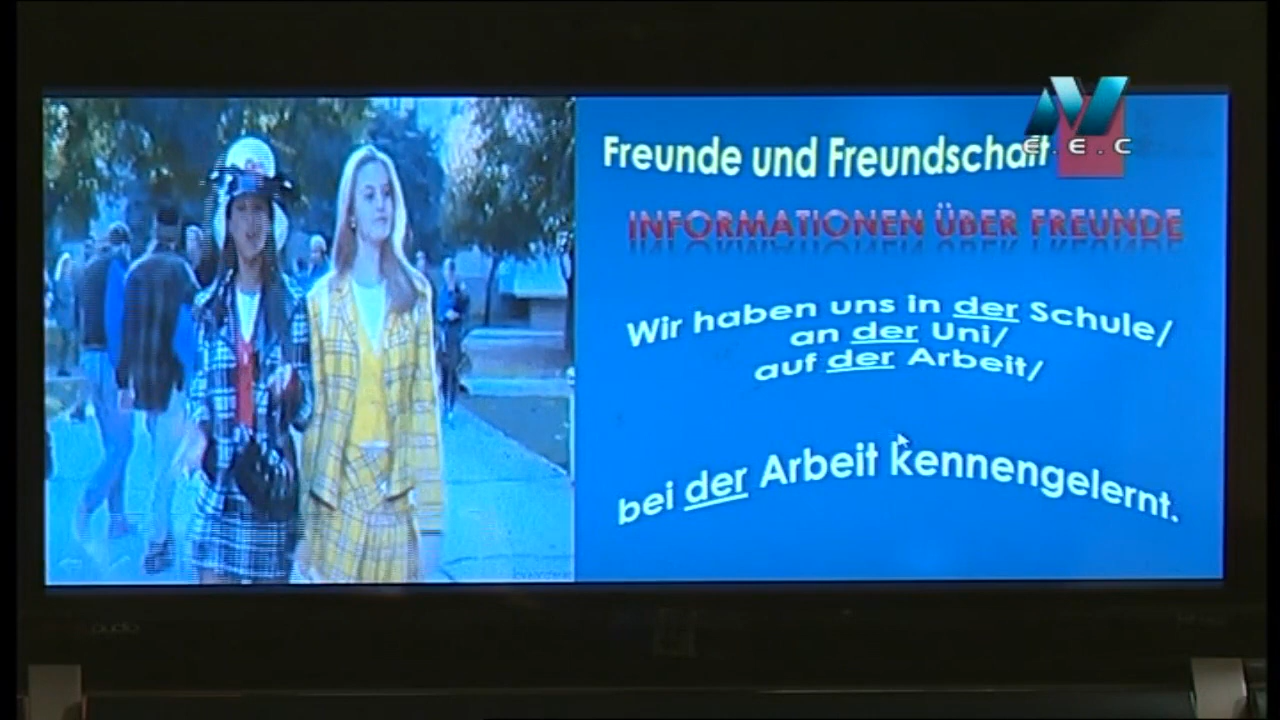 Freunde und Freundschaft
E.E.C
INFORMATIONEN ÜBER FREUNDE
Wir haben uns in der Schule/
an der Uni/
auf der Arbeit/
bei der Arbeit kennengelernt.